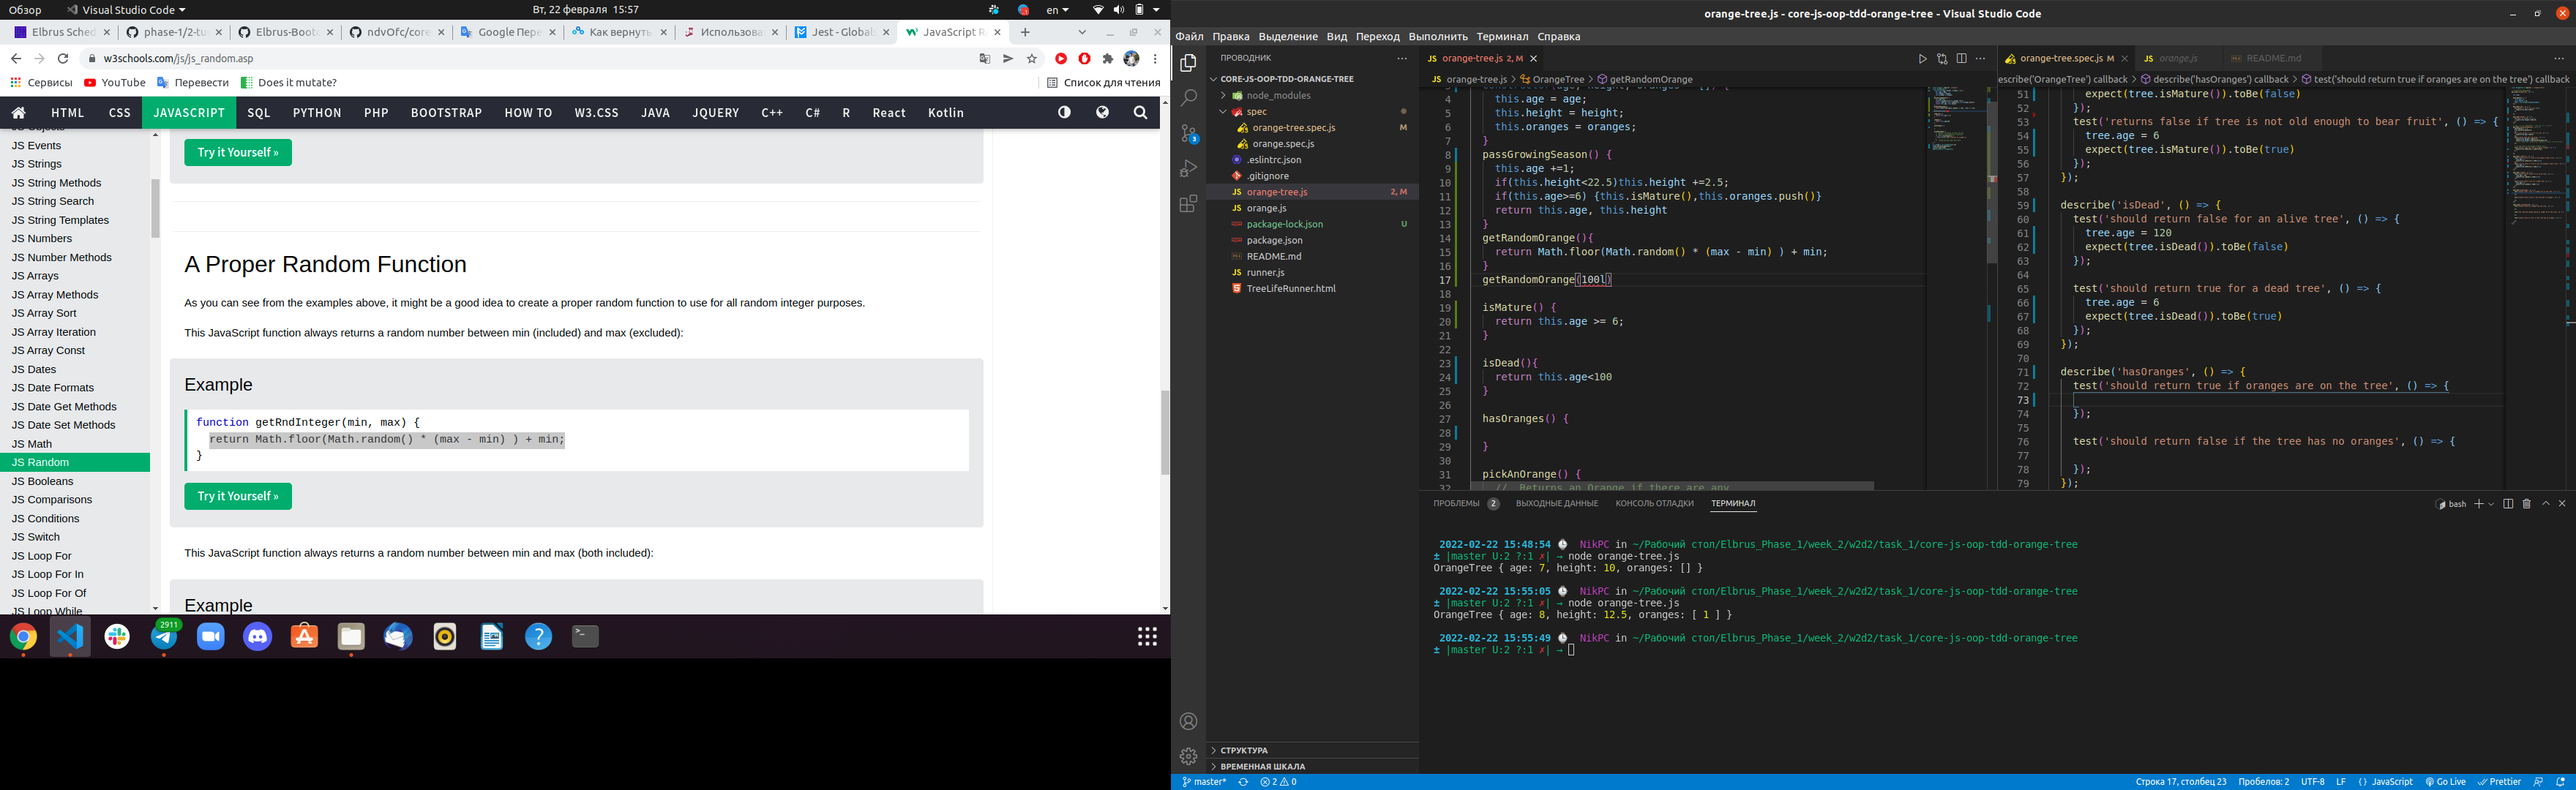 Обзор
Visual Studio Code
Вт, 22 февраля 15:57
en
Elbrus Sched
phase-1/2-tu
Elbrus-Boot
ndvOfc/core
Google Пере
Как вернуть
Использова
Jest - Global
JavaScript R
w3schools.com/js/js_random.asp
Сервисы
YouTube
Перевести
Does it mutate?
Список для чтения
HTML CSS JAVASCRIPT SQL PYTHON PHP BOOTSTRAP HOW TO W3.CSS JAVA JQUERY C++ C# R React Kotlin
JS Objects
JS Events
JS Strings
JS String Methods
JS String Search
JS String Templates
JS Numbers
JS Number Methods
JS Arrays
JS Array Methods
JS Array Sort
JS Array Iteration
JS Array Const
JS Dates
JS Date Formats
JS Date Get Methods
JS Date Set Methods
JS Math
JS Random
JS Booleans
JS Comparisons
JS Conditions
JS Switch
JS Loop For
JS Loop For In
JS Loop For Of
JS Loop While
Try it Yourself »
A Proper Random Function
As you can see from the examples above, it might be a good idea to create a proper random function to use for all random integer purposes.
This JavaScript function always returns a random number between min (included) and max (excluded):
Example
function getRndInteger(min, max) {
return Math.floor(Math.random() * (max - min) ) + min;
}
Try it Yourself »
This JavaScript function always returns a random number between min and max (both included):
Example
2911
orange-tree.js - core-js-oop-tdd-orange-tree - Visual Studio Code
Файл Правка Выделение Вид Переход Выполнить Терминал Справка
ПРОВОДНИК
CORE-JS-OOP-TDD-ORANGE-TREE
node_modules
spec
orange-tree.spec.js M
orange.spec.js
.eslintrc.json
.gitignore
orange-tree.js 2, M
orange.js
package-lock.json U
package.json
README.md
runner.js
TreeLifeRunner.html
СТРУКТУРА
ВРЕМЕННАЯ ШКАЛА
3
orange-tree.js 2, M
orange-tree.js > OrangeTree > getRandomOrange
4 this.age = age;
5 this.height = height;
6 this.oranges = oranges;
7 }
8 passGrowingSeason() {
9 this.age +=1;
10 if(this.height<22.5)this.height +=2.5;
11 if(this.age>=6) {this.isMature(),this.oranges.push()}
12 return this.age, this.height
13 }
14 getRandomOrange(){
15 return Math.floor(Math.random() * (max - min) ) + min;
16 }
17 getRandomOrange(100l)
18
19 isMature() {
20 return this.age >= 6;
21 }
22
23 isDead(){
24 return this.age<100
25 }
26
27 hasOranges() {
28
29 }
30
31 pickAnOrange() {
32 // Returns an Orange if there are any
orange-tree.spec.js M
orange.js
README.md
escribe('OrangeTree') callback > describe('hasOranges') callback > test('should return true if oranges are on the tree') callback
51 expect(tree.isMature()).toBe(false)
52 });
53 test('returns false if tree is not old enough to bear fruit', () => {
54 tree.age = 6
55 expect(tree.isMature()).toBe(true)
56 });
57 });
58
59 describe('isDead', () => {
60 test('should return false for an alive tree', () => {
61 tree.age = 120
62 expect(tree.isDead()).toBe(false)
63 });
64
65 test('should return true for a dead tree', () => {
66 tree.age = 6
67 expect(tree.isDead()).toBe(true)
68 });
69 });
70
71 describe('hasOranges', () => {
72 test('should return true if oranges are on the tree', () => {
73
74 });
75
76 test('should return false if the tree has no oranges', () => {
77
78 });
79 });
ПРОБЛЕМЫ 2 ВЫХОДНЫЕ ДАННЫЕ КОНСОЛЬ ОТЛАДКИ ТЕРМИНАЛ
bash
2022-02-22 15:48:54 NikPC in ~/Рабочий стол/Elbrus_Phase_1/week_2/w2d2/task_1/core-js-oop-tdd-orange-tree
± |master U:2 ?:1 ✗| → node orange-tree.js
OrangeTree { age: 7, height: 10, oranges: [] }
2022-02-22 15:55:05 NikPC in ~/Рабочий стол/Elbrus_Phase_1/week_2/w2d2/task_1/core-js-oop-tdd-orange-tree
± |master U:2 ?:1 ✗| → node orange-tree.js
OrangeTree { age: 8, height: 12.5, oranges: [ 1 ] }
2022-02-22 15:55:49 NikPC in ~/Рабочий стол/Elbrus_Phase_1/week_2/w2d2/task_1/core-js-oop-tdd-orange-tree
± |master U:2 ?:1 ✗| →
master* 2 0
Строка 17, столбец 23 Пробелов: 2 UTF-8 LF {} JavaScript Go Live Prettier